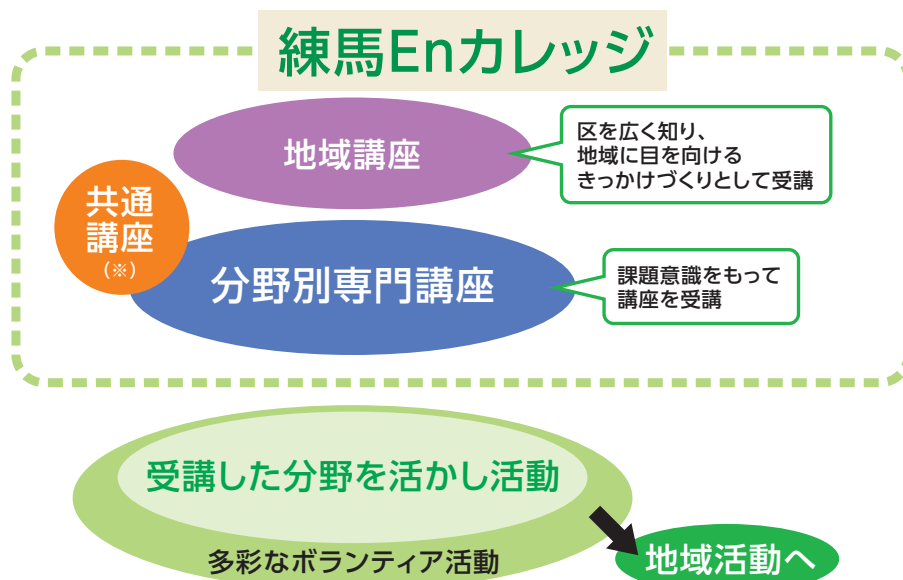 練馬Enカレッジ
地域講座
区を広く知り、
地域に目を向ける
きっかけづくりとして受講
共通
講座
(※)
分野別専門講座
課題意識をもって
講座を受講
受講した分野を活かし活動
多彩なボランティア活動
地域活動へ